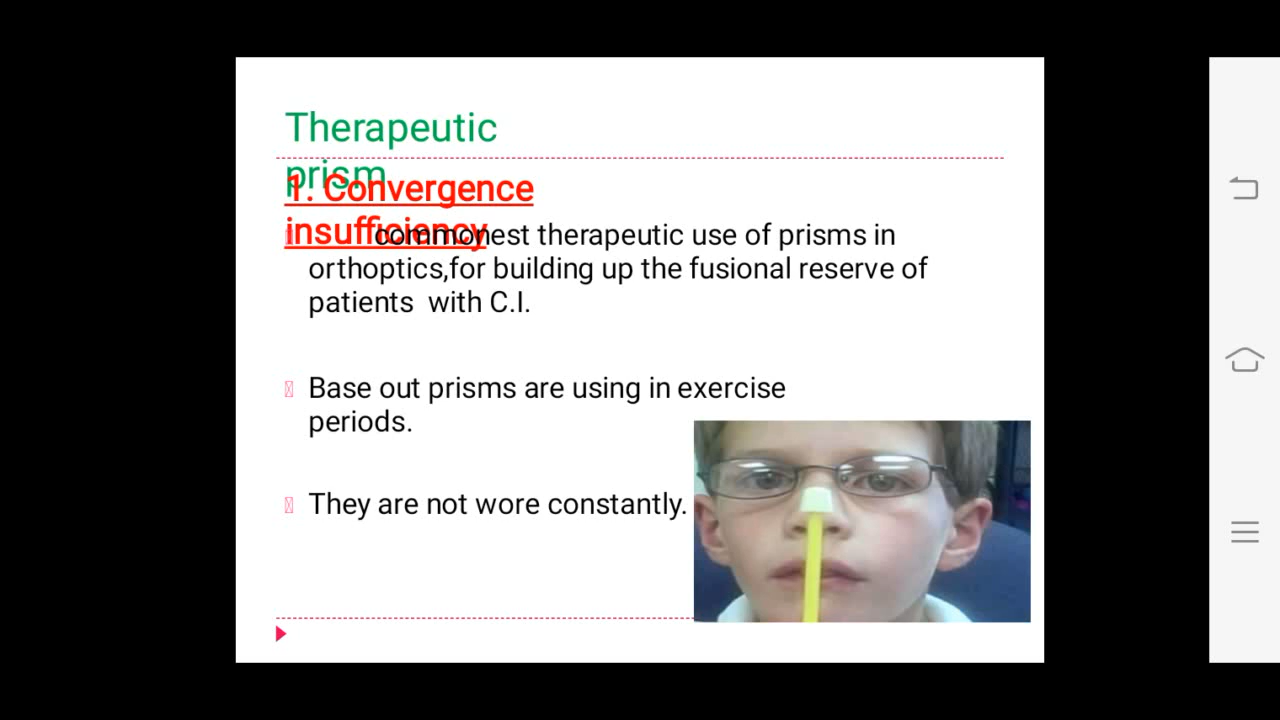 Therapeutic
prism
1. Convergence
insufficiency
commonest therapeutic use of prisms in
orthoptics,for building up the fusional reserve of
patients with C.I.
Base out prisms are using in exercise
periods.
They are not wore constantly.